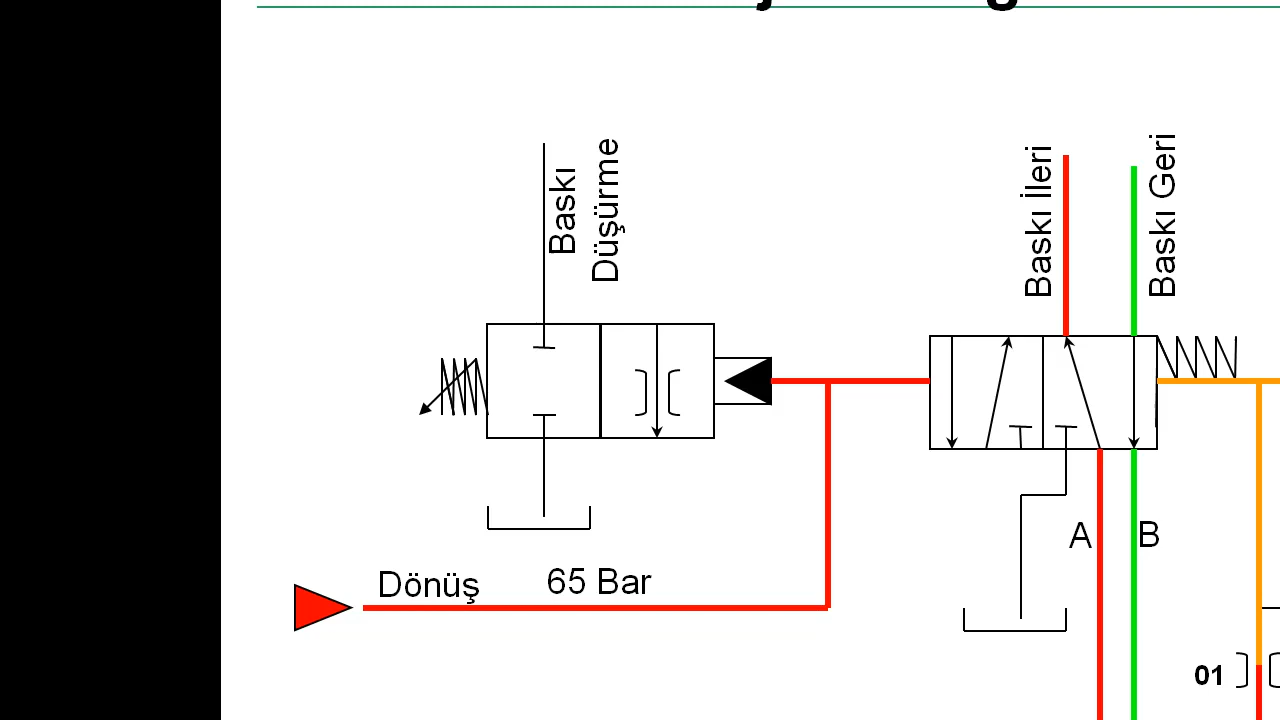 Baskı
Düşürme
Baskı İleri
Baskı Geri
A
B
Dönüş
65 Bar
01